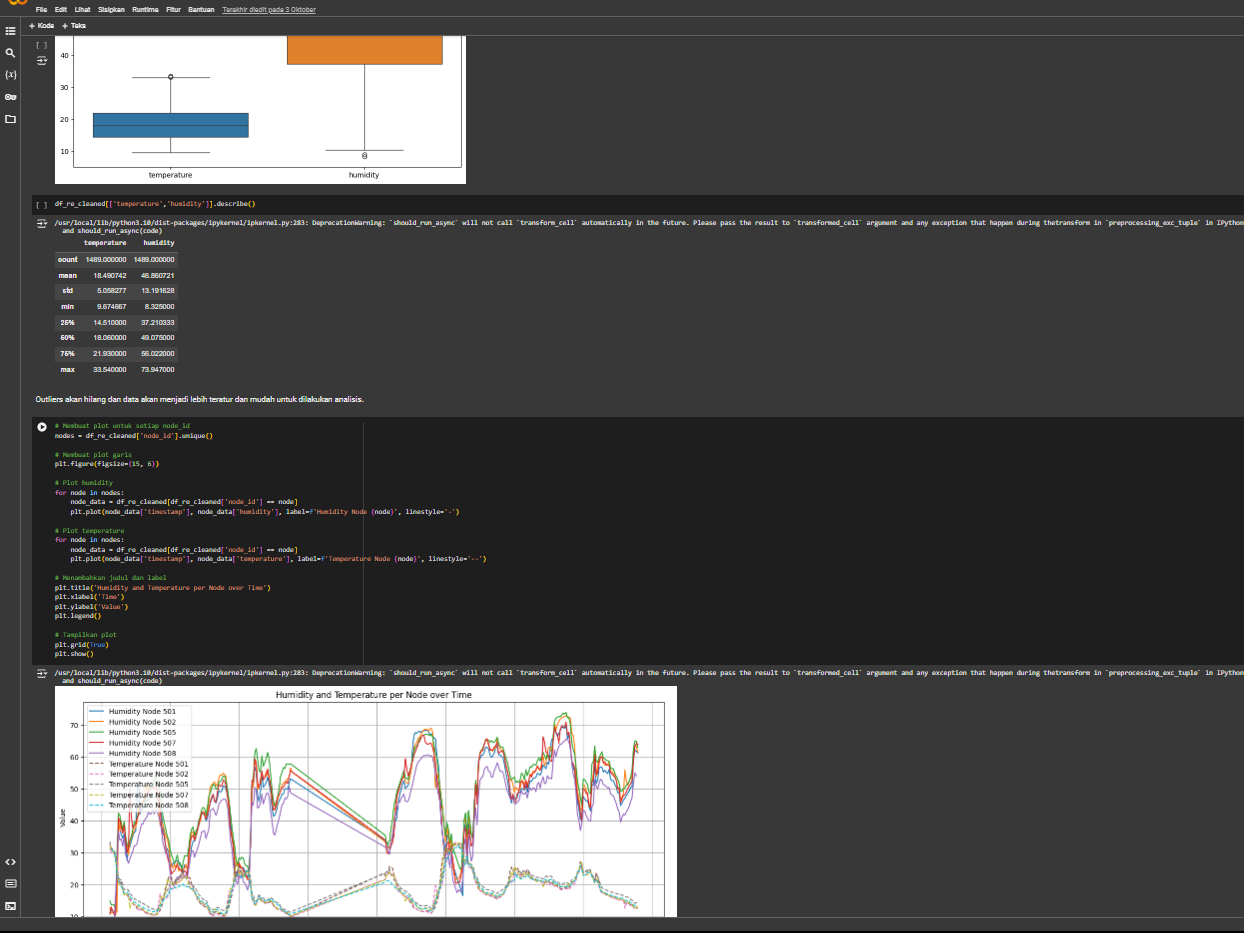 File Edit Lihat Sisipkan Runtime Fitur Bantuan Terakhir diedit pada 3 Oktober
+ Kode + Teks
[ ]
40
30
20
10
temperature humidity
[ ] df_re_cleaned[['temperature','humidity']].describe()
/usr/local/lib/python3.10/dist-packages/ipykernel/ipkernel.py:283: DeprecationWarning: `should_run_async` will not call `transform_cell` automatically in the future. Please pass the result to `transformed_cell` argument and any exception that happen during thetransform in `preprocessing_exc_tuple` in IPython
and should_run_async(code)
temperature humidity
count 1489.000000 1489.000000
mean 18.490742 46.860721
std 5.058277 13.191628
min 9.674667 8.325000
25% 14.510000 37.210333
50% 18.060000 49.075000
75% 21.930000 56.022000
max 33.540000 73.947000
Outliers akan hilang dan data akan menjadi lebih teratur dan mudah untuk dilakukan analisis.
# Membuat plot untuk setiap node_id
nodes = df_re_cleaned['node_id'].unique()
# Membuat plot garis
plt.figure(figsize=(15, 6))
# Plot humidity
for node in nodes:
node_data = df_re_cleaned[df_re_cleaned['node_id'] == node]
plt.plot(node_data['timestamp'], node_data['humidity'], label=f'Humidity Node {node}', linestyle='-')
# Plot temperature
for node in nodes:
node_data = df_re_cleaned[df_re_cleaned['node_id'] == node]
plt.plot(node_data['timestamp'], node_data['temperature'], label=f'Temperature Node {node}', linestyle='--')
# Menambahkan judul dan label
plt.title('Humidity and Temperature per Node over Time')
plt.xlabel('Time')
plt.ylabel('Value')
plt.legend()
# Tampilkan plot
plt.grid(True)
plt.show()
/usr/local/lib/python3.10/dist-packages/ipykernel/ipkernel.py:283: DeprecationWarning: `should_run_async` will not call `transform_cell` automatically in the future. Please pass the result to `transformed_cell` argument and any exception that happen during thetransform in `preprocessing_exc_tuple` in IPython
and should_run_async(code)
Humidity and Temperature per Node over Time
Humidity Node 501
Humidity Node 502
Humidity Node 505
Humidity Node 507
Humidity Node 508
Temperature Node 501
Temperature Node 502
Temperature Node 505
Temperature Node 507
Temperature Node 508
70
60
50
40
30
20
10
Value